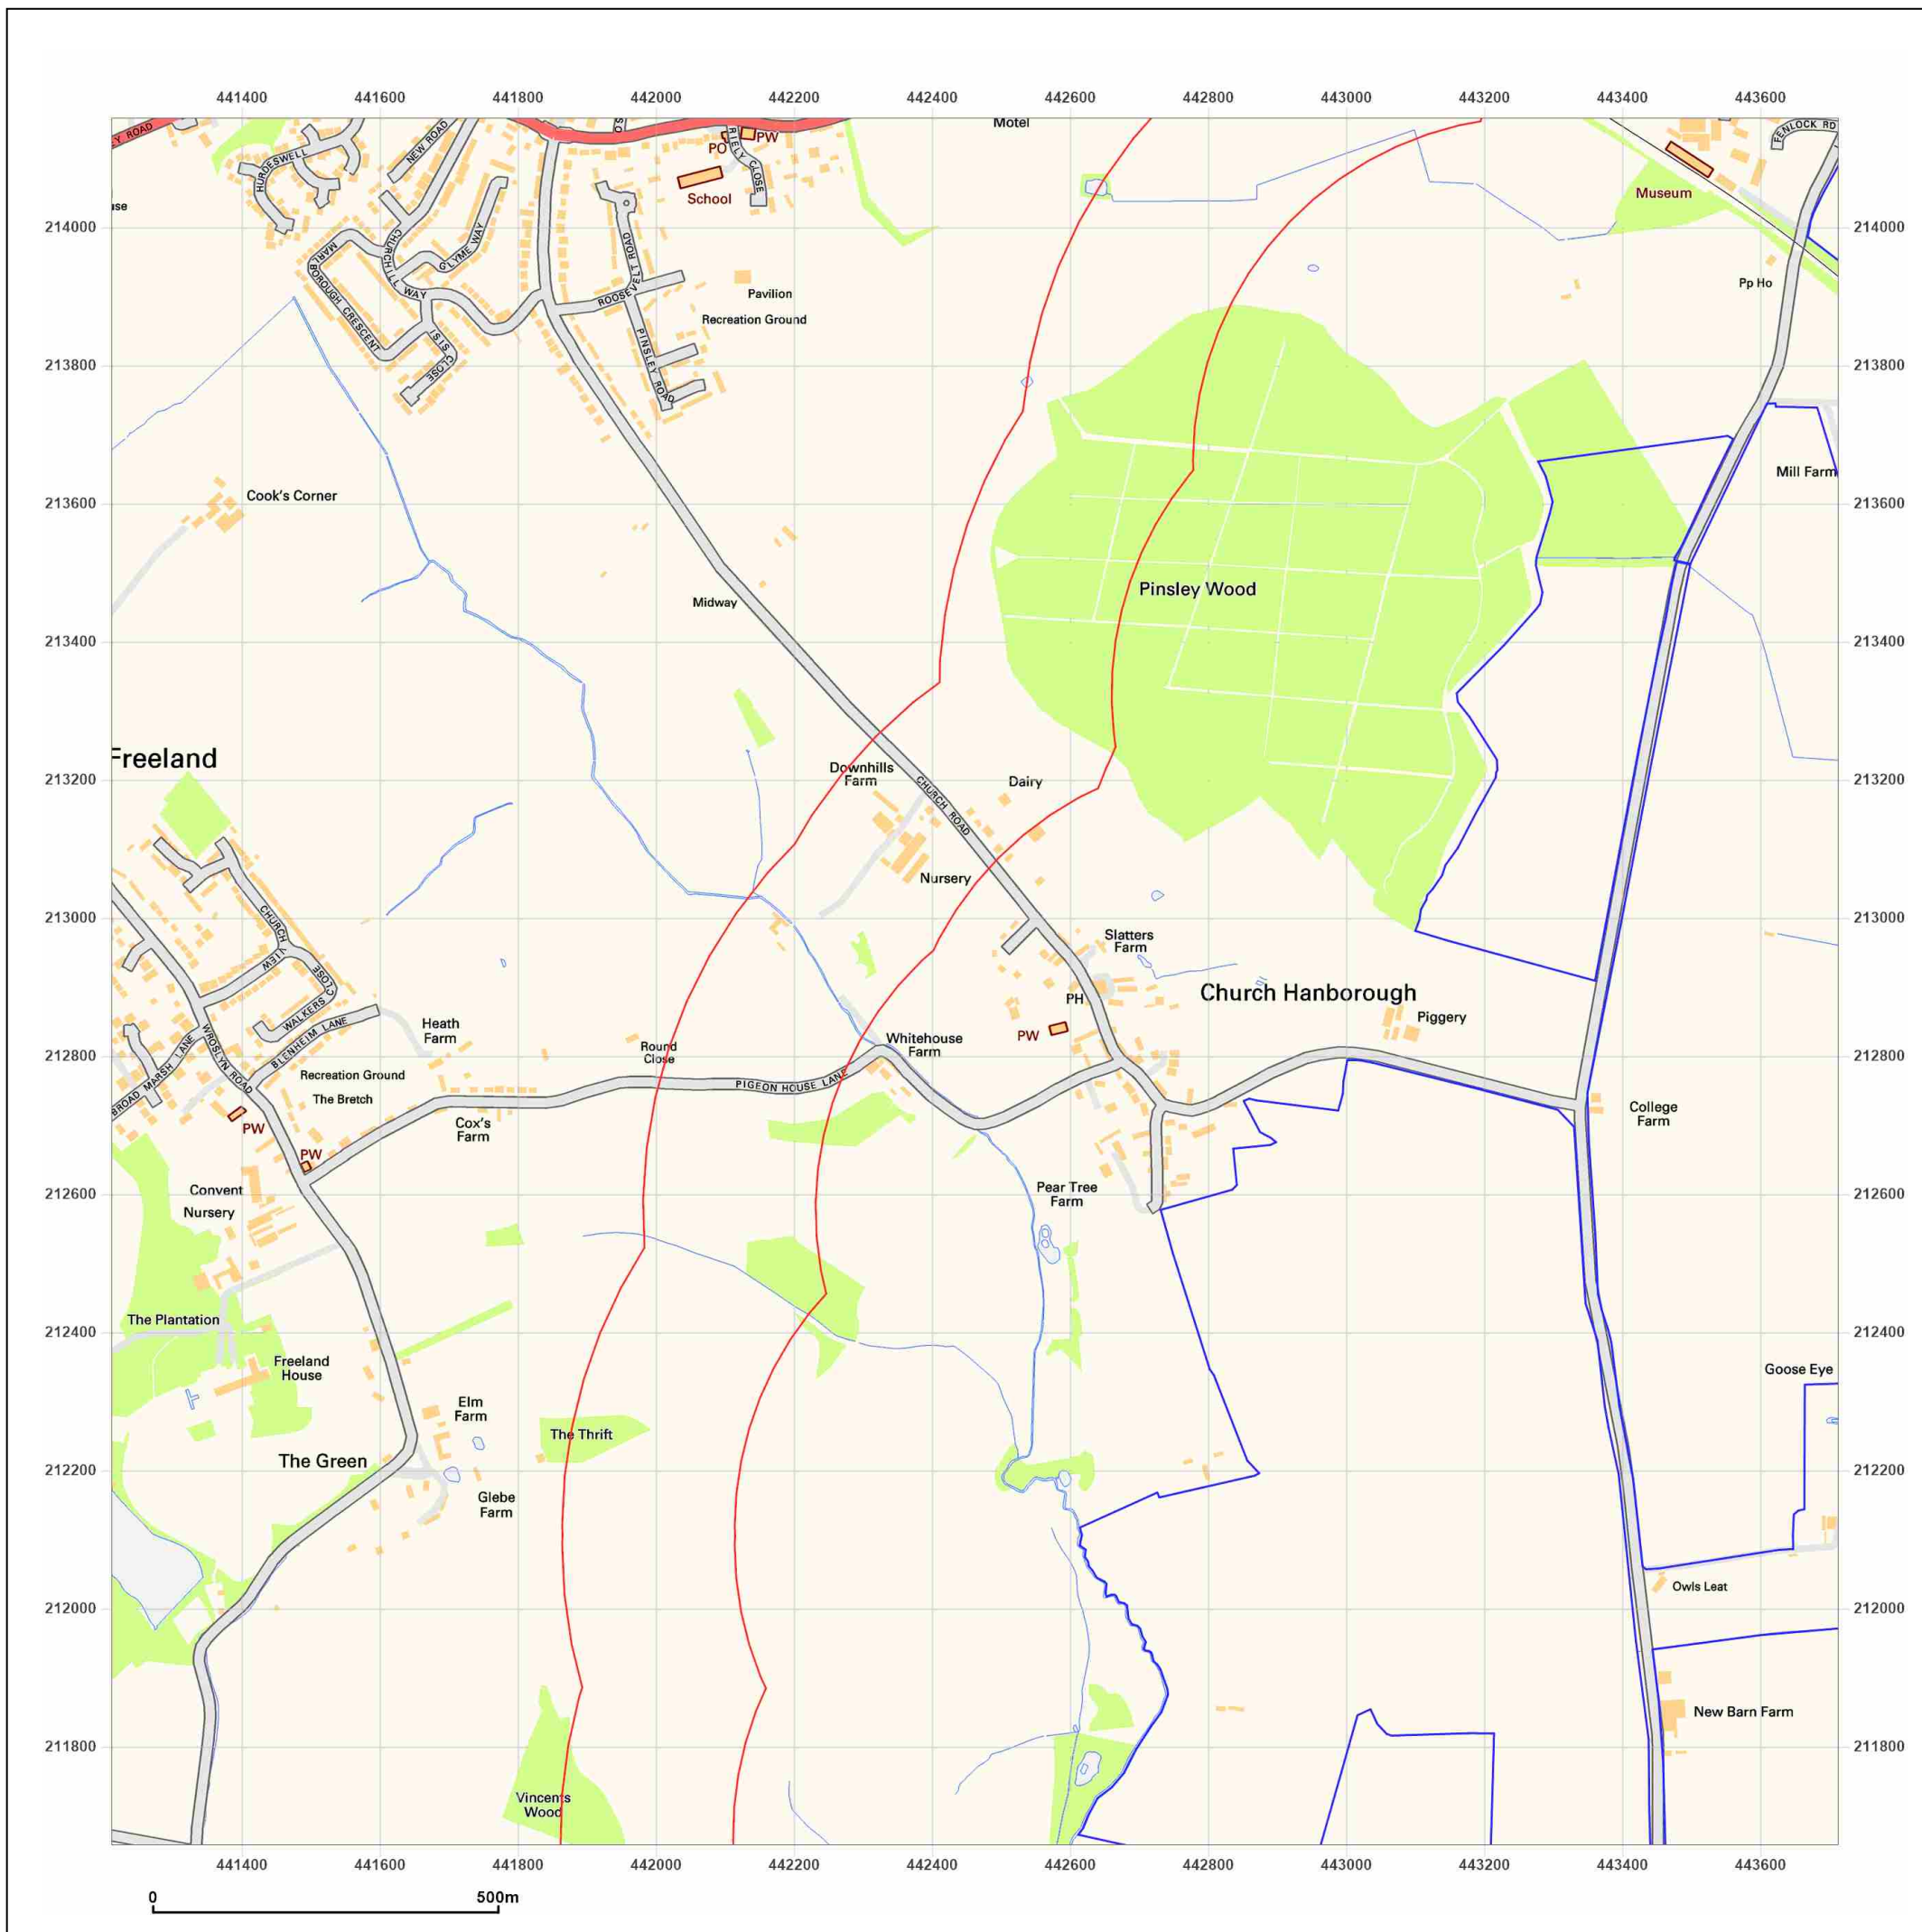 441400 441600 441800 442000 442200 442400 442600 442800 443000 443200 443400 443600
Motel
Y ROAD
HURDESWELL
NEW ROAD
OS
PO
PW
RIELY CLOSE
School
FENLOCK RD
Museum
use
214000
214000
MARLBOROUGH CRESCENT
CHURCHILL WAY
GLYME WAY
ROOSEVELT ROAD
Pavilion
Recreation Ground
Pp Ho
ISIS CLOSE
PINSLEY ROAD
213800
213800
Mill Farm
Cook's Corner
213600
213600
Pinsley Wood
Midway
213400
213400
Freeland
Downhills
Farm
Dairy
213200
213200
CHURCH ROAD
Nursery
CHURCH VIEW
213000
213000
Slatters
Farm
WALKERS CLOSE
Church Hanborough
PH
Piggery
BLENHEIM LANE
Heath
Farm
PW
Whitehouse
Farm
Round
Close
212800
212800
WROSLYN ROAD
BROAD MARSH LANE
Recreation Ground
The Bretch
PIGEON HOUSE LANE
Cox's
Farm
College
Farm
PW
PW
Convent
Nursery
Pear Tree
Farm
212600
212600
The Plantation
212400
212400
Freeland
House
Goose Eye
Elm
Farm
The Thrift
The Green
212200
212200
Glebe
Farm
Owls Leat
212000
212000
New Barn Farm
211800
211800
Vincents
Wood
441400 441600 441800 442000 442200 442400 442600 442800 443000 443200 443400 443600
0 500m